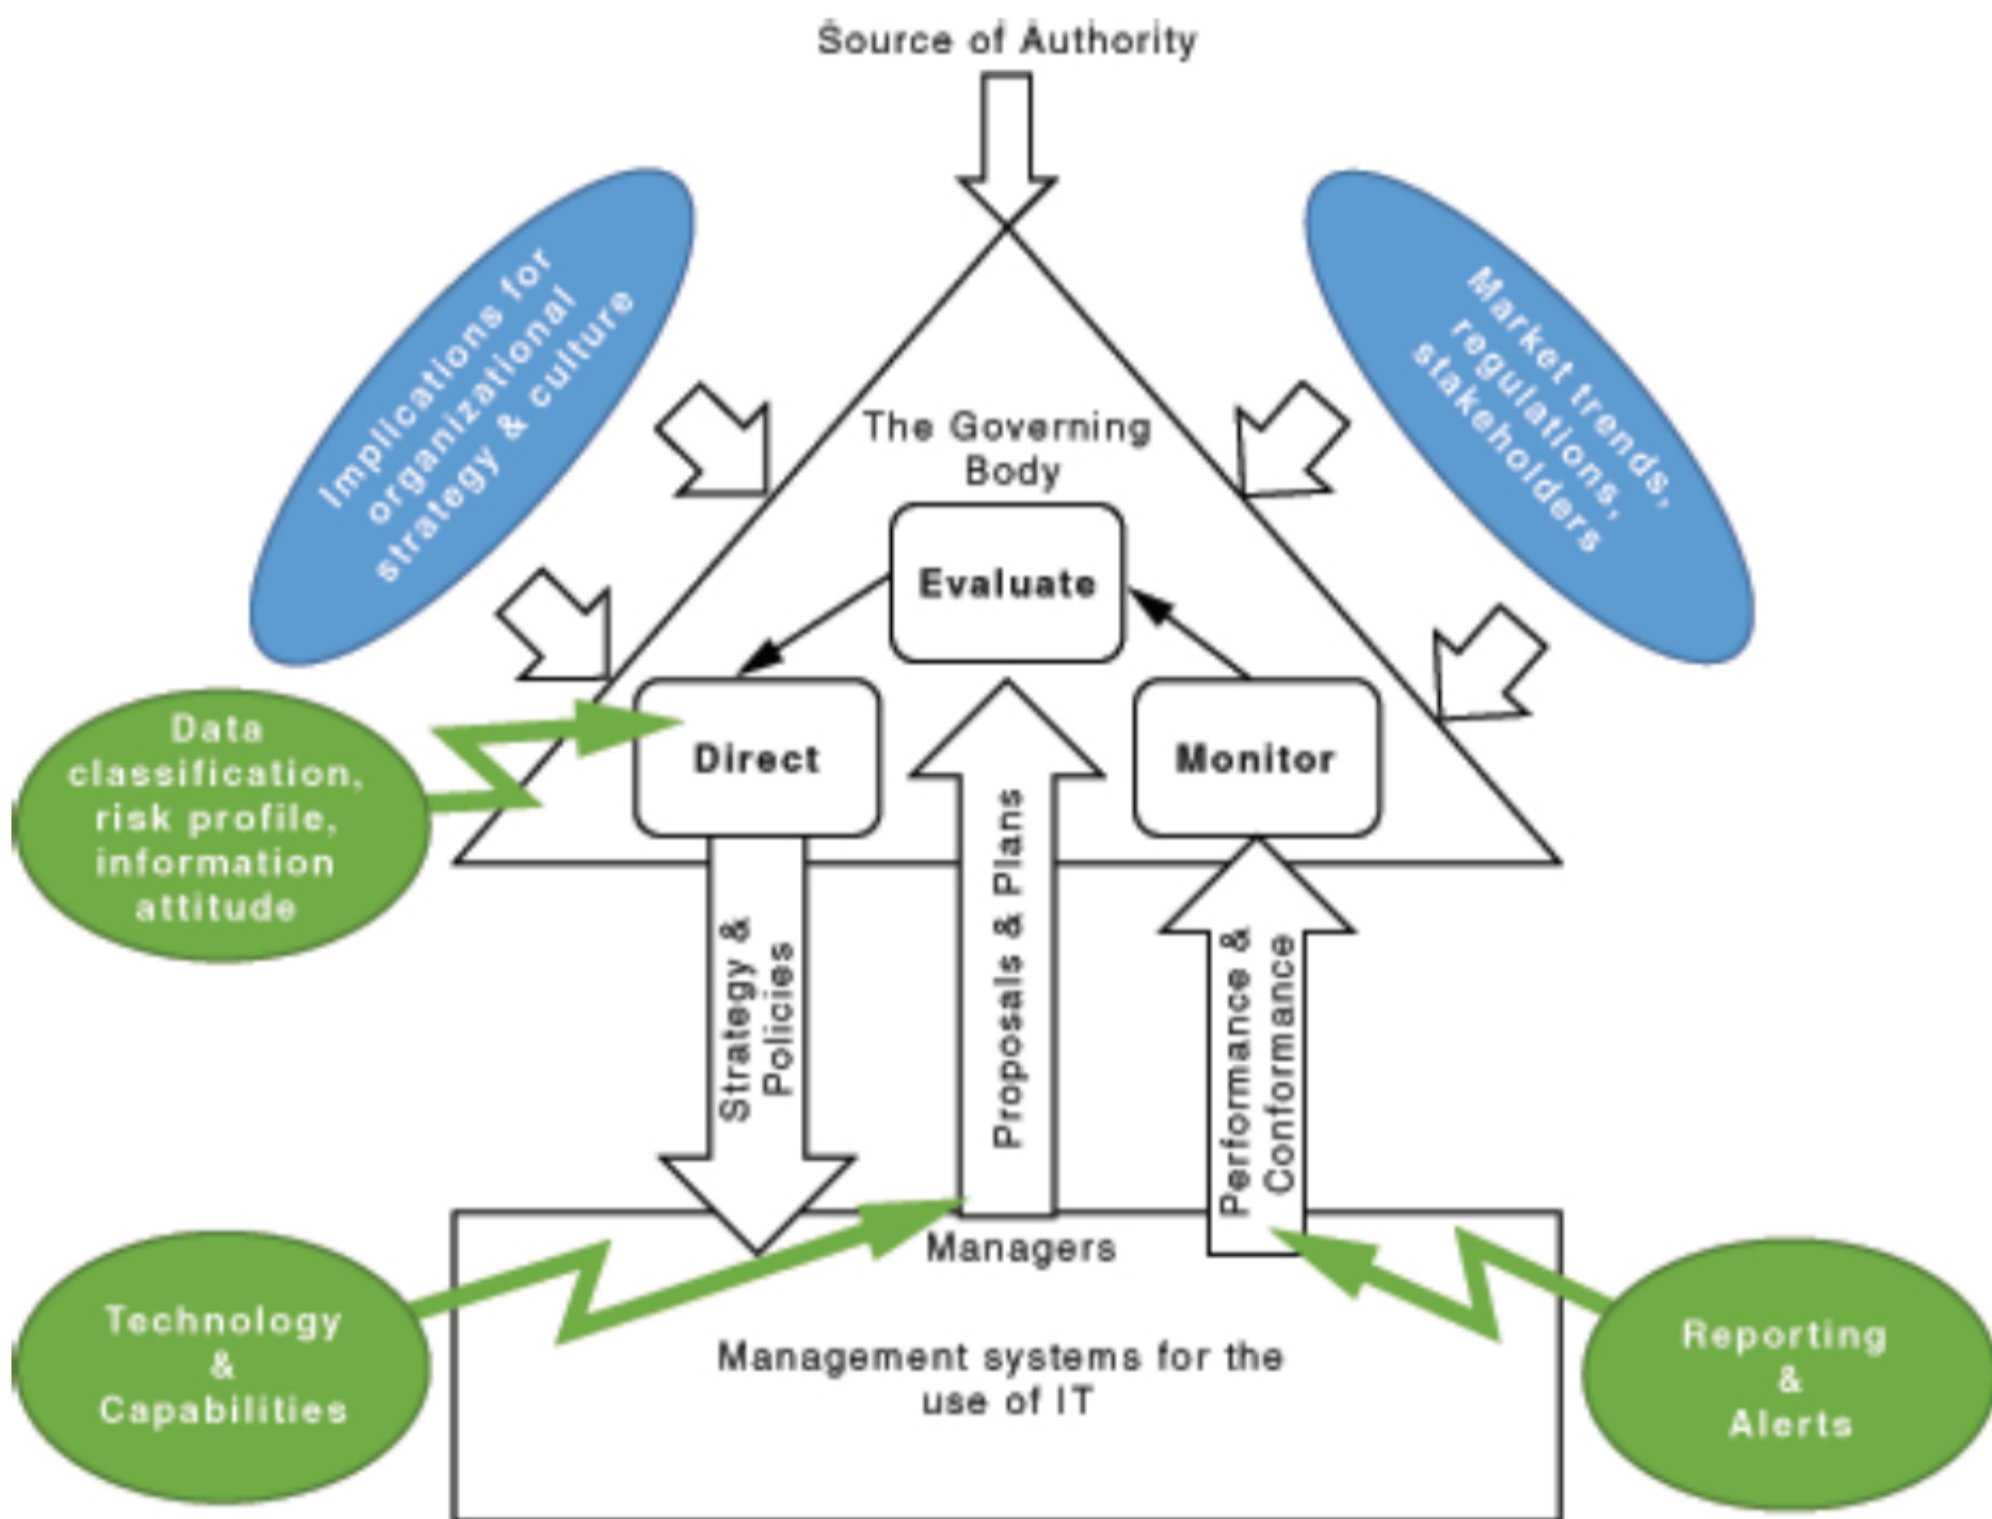 Source of Authority
Implications for
organizational
strategy & culture
Market trends,
regulations,
stakeholders
The Governing
Body
Evaluate
Direct
Monitor
Data
classification,
risk profile,
information
attitude
Strategy &
Policies
Proposals & Plans
Performance &
Conformance
Managers
Management systems for the
use of IT
Technology
&
Capabilities
Reporting
&
Alerts